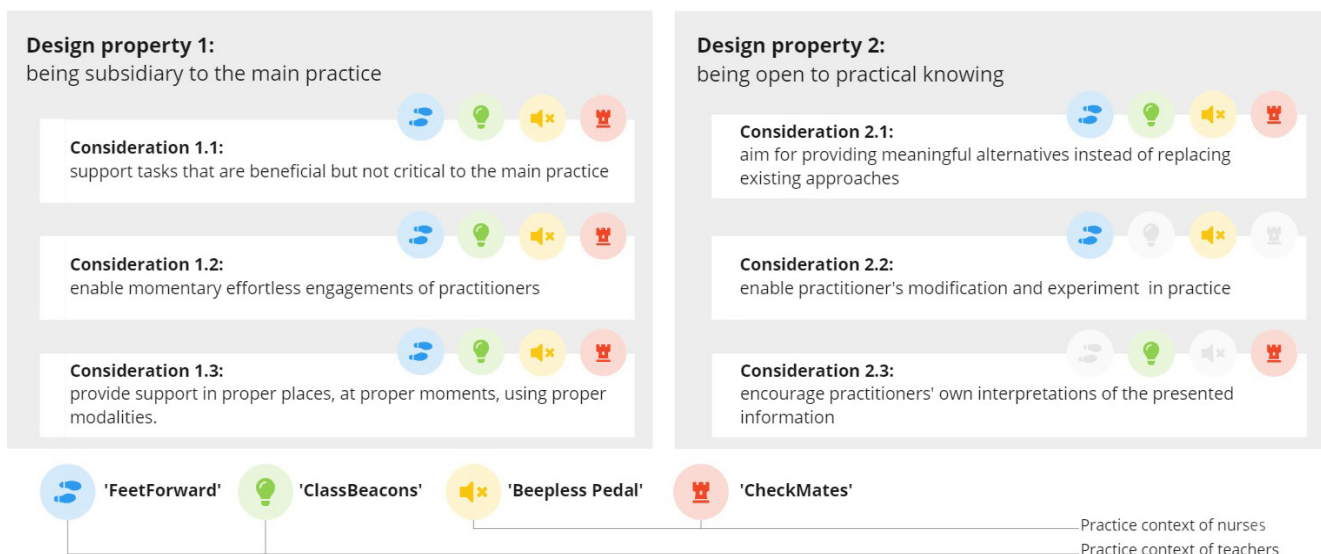 Design property 1:
being subsidiary to the main practice
Consideration 1.1:
support tasks that are beneficial but not critical to the main practice
Consideration 1.2:
enable momentary effortless engagements of practitioners
Consideration 1.3:
provide support in proper places, at proper moments, using proper
modalities.
Design property 2:
being open to practical knowing
Consideration 2.1:
aim for providing meaningful alternatives instead of replacing
existing approaches
Consideration 2.2:
enable practitioner's modification and experiment in practice
Consideration 2.3:
encourage practitioners' own interpretations of the presented
information
'FeetForward' 'ClassBeacons' 'Beepless Pedal' 'CheckMates'
Practice context of nurses
Practice context of teachers